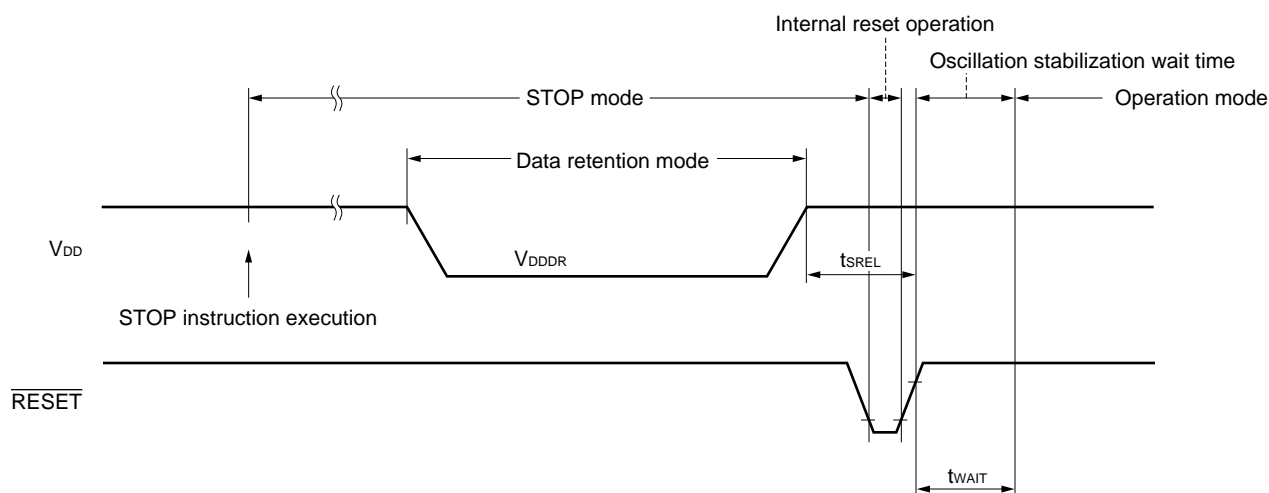 Internal reset operation
Oscillation stabilization wait time
STOP mode
Operation mode
Data retention mode
VDD
VDDDR
tSREL
STOP instruction execution
RESET
tWAIT